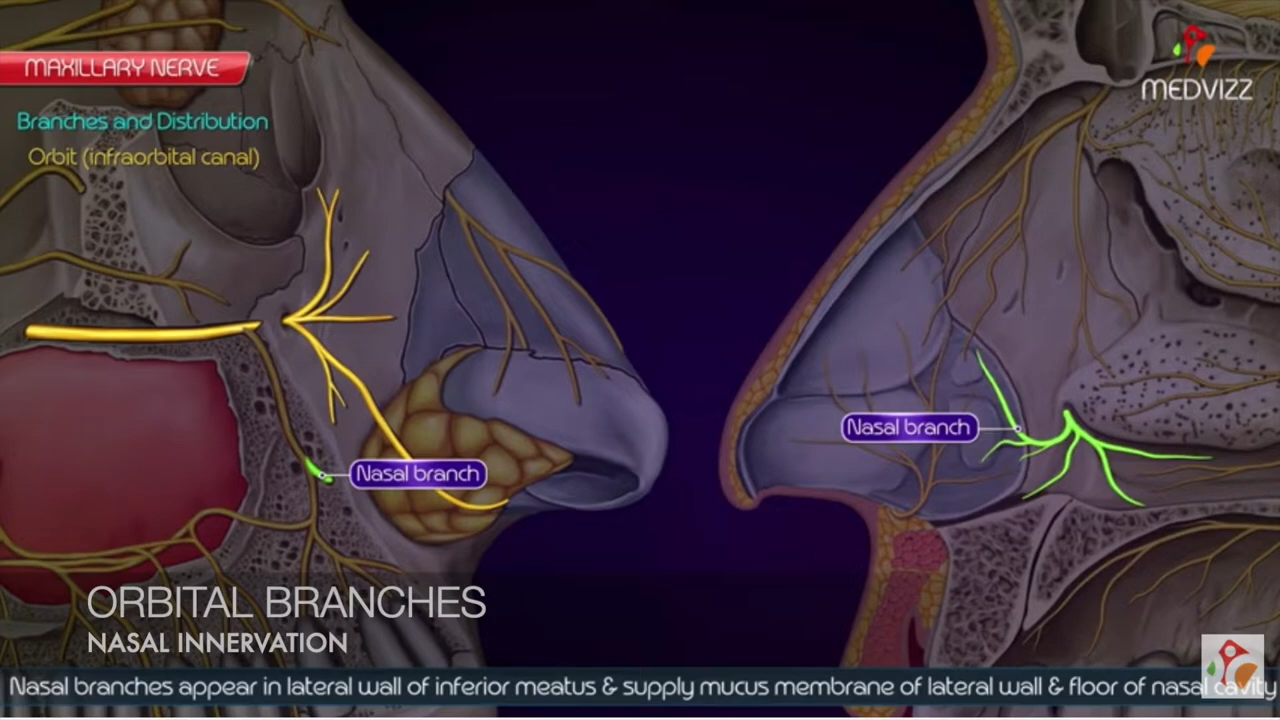 MAXILLARY NERVE
Branches and Distribution
Orbit (infraorbital canal)
MEDVIZZ
Nasal branch
Nasal branch
ORBITAL BRANCHES
NASAL INNERVATION
Nasal branches appear in lateral wall of inferior meatus & supply mucus membrane of lateral wall & floor of nasal cavity